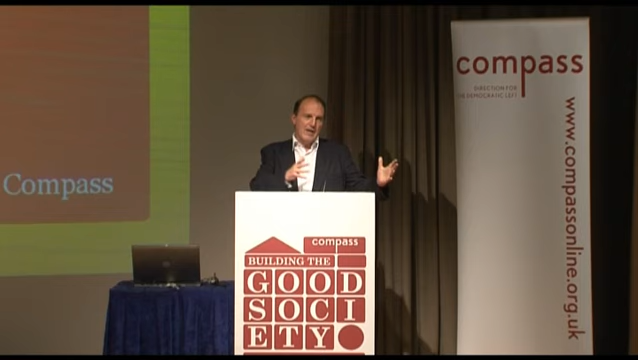 Compass
compass
DIRECTION FOR
THE DEMOCRATIC LEFT
www.compassonline.org.uk
compass
BUILDING THE
GOOD
SOCI
ETY